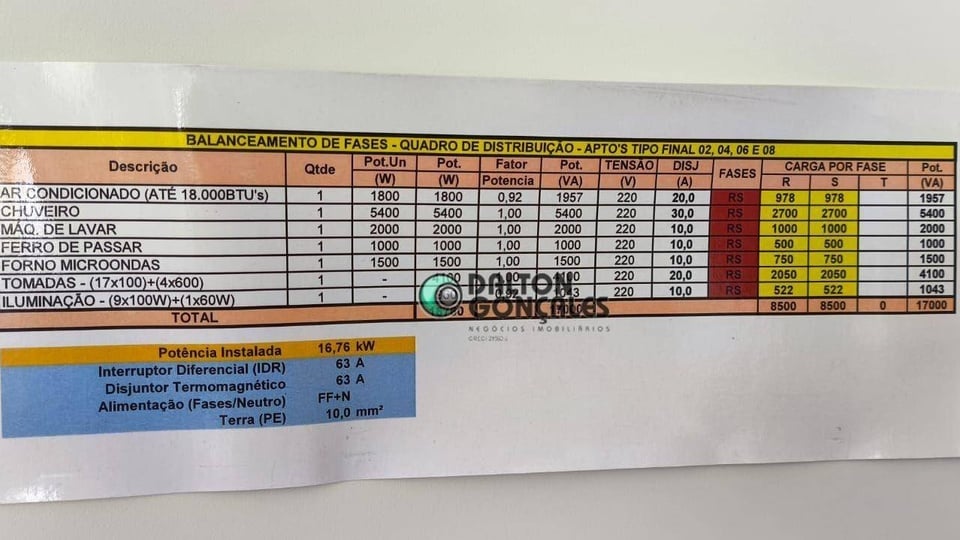 BALANCEAMENTO DE FASES - QUADRO DE DISTRIBUIÇÃO - APTO'S TIPO FINAL 02, 04, 06 E 08
Descrição Qtde Pot.Un (W) Pot. (W) Fator Potencia Pot. (VA) TENSÃO (V) DISJ (A) FASES CARGA POR FASE R S T Pot. (VA)
AR CONDICIONADO (ATÉ 18.000BTU's) 1 1800 1800 0,92 1957 220 20,0 RS 978 978 1957
CHUVEIRO 1 5400 5400 1,00 5400 220 30,0 RS 2700 2700 5400
MÁQ. DE LAVAR 1 2000 2000 1,00 2000 220 10,0 RS 1000 1000 2000
FERRO DE PASSAR 1 1000 1000 1,00 1000 220 10,0 RS 500 500 1000
FORNO MICROONDAS 1 1500 1500 1,00 1500 220 10,0 RS 750 750 1500
TOMADAS - (17x100)+(4x600) 1 - 1,00 4100 220 20,0 RS 2050 2050 4100
ILUMINAÇÃO - (9x100W)+(1x60W) 1 - 0,92 1043 220 10,0 RS 522 522 1043
TOTAL 17000 8500 8500 0 17000
DALTON
GONÇALES
NEGÓCIOS IMOBILIÁRIOS
Potência Instalada 16,76 kW
Interruptor Diferencial (IDR) 63 A
Disjuntor Termomagnético 63 A
Alimentação (Fases/Neutro) FF+N
Terra (PE) 10,0 mm²